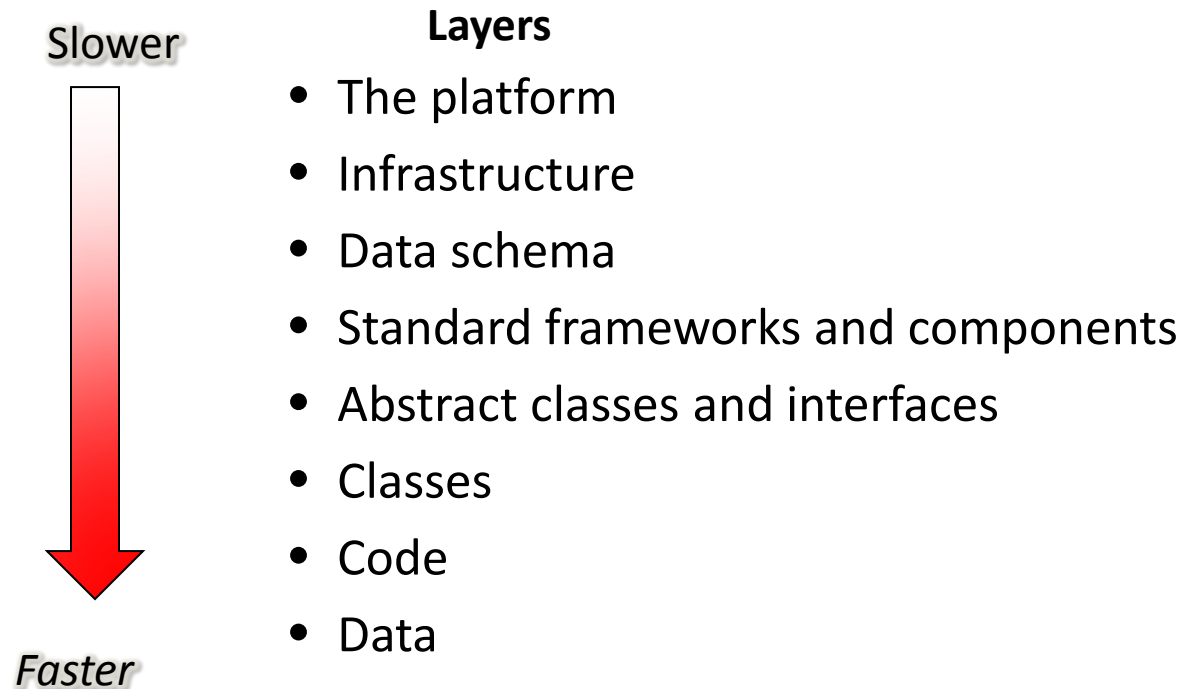 Slower
Layers
• The platform
• Infrastructure
• Data schema
• Standard frameworks and components
• Abstract classes and interfaces
• Classes
• Code
• Data
Faster